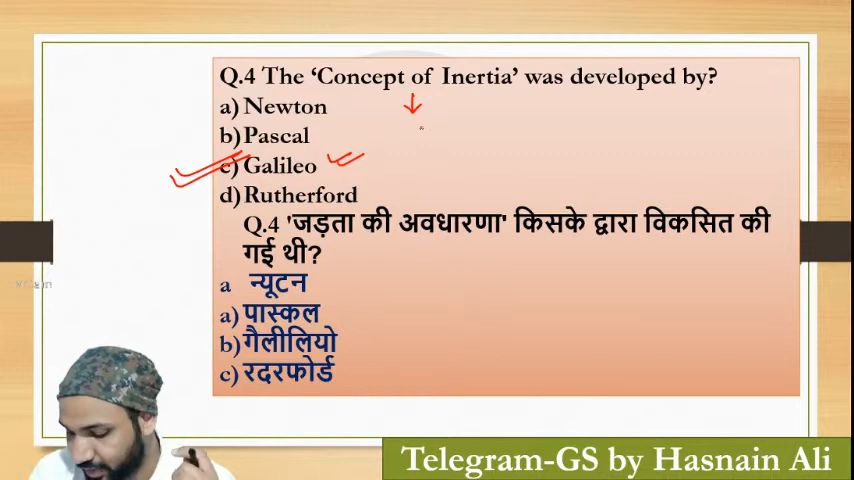 Q.4 The ‘Concept of Inertia’ was developed by?
a) Newton
b) Pascal
c) Galileo
d) Rutherford
Q.4 'जड़ता की अवधारणा' किसके द्वारा विकसित की
गई थी?
a न्यूटन
a) पास्कल
b) गैलीलियो
c) रदरफोर्ड
Telegram-GS by Hasnain Ali